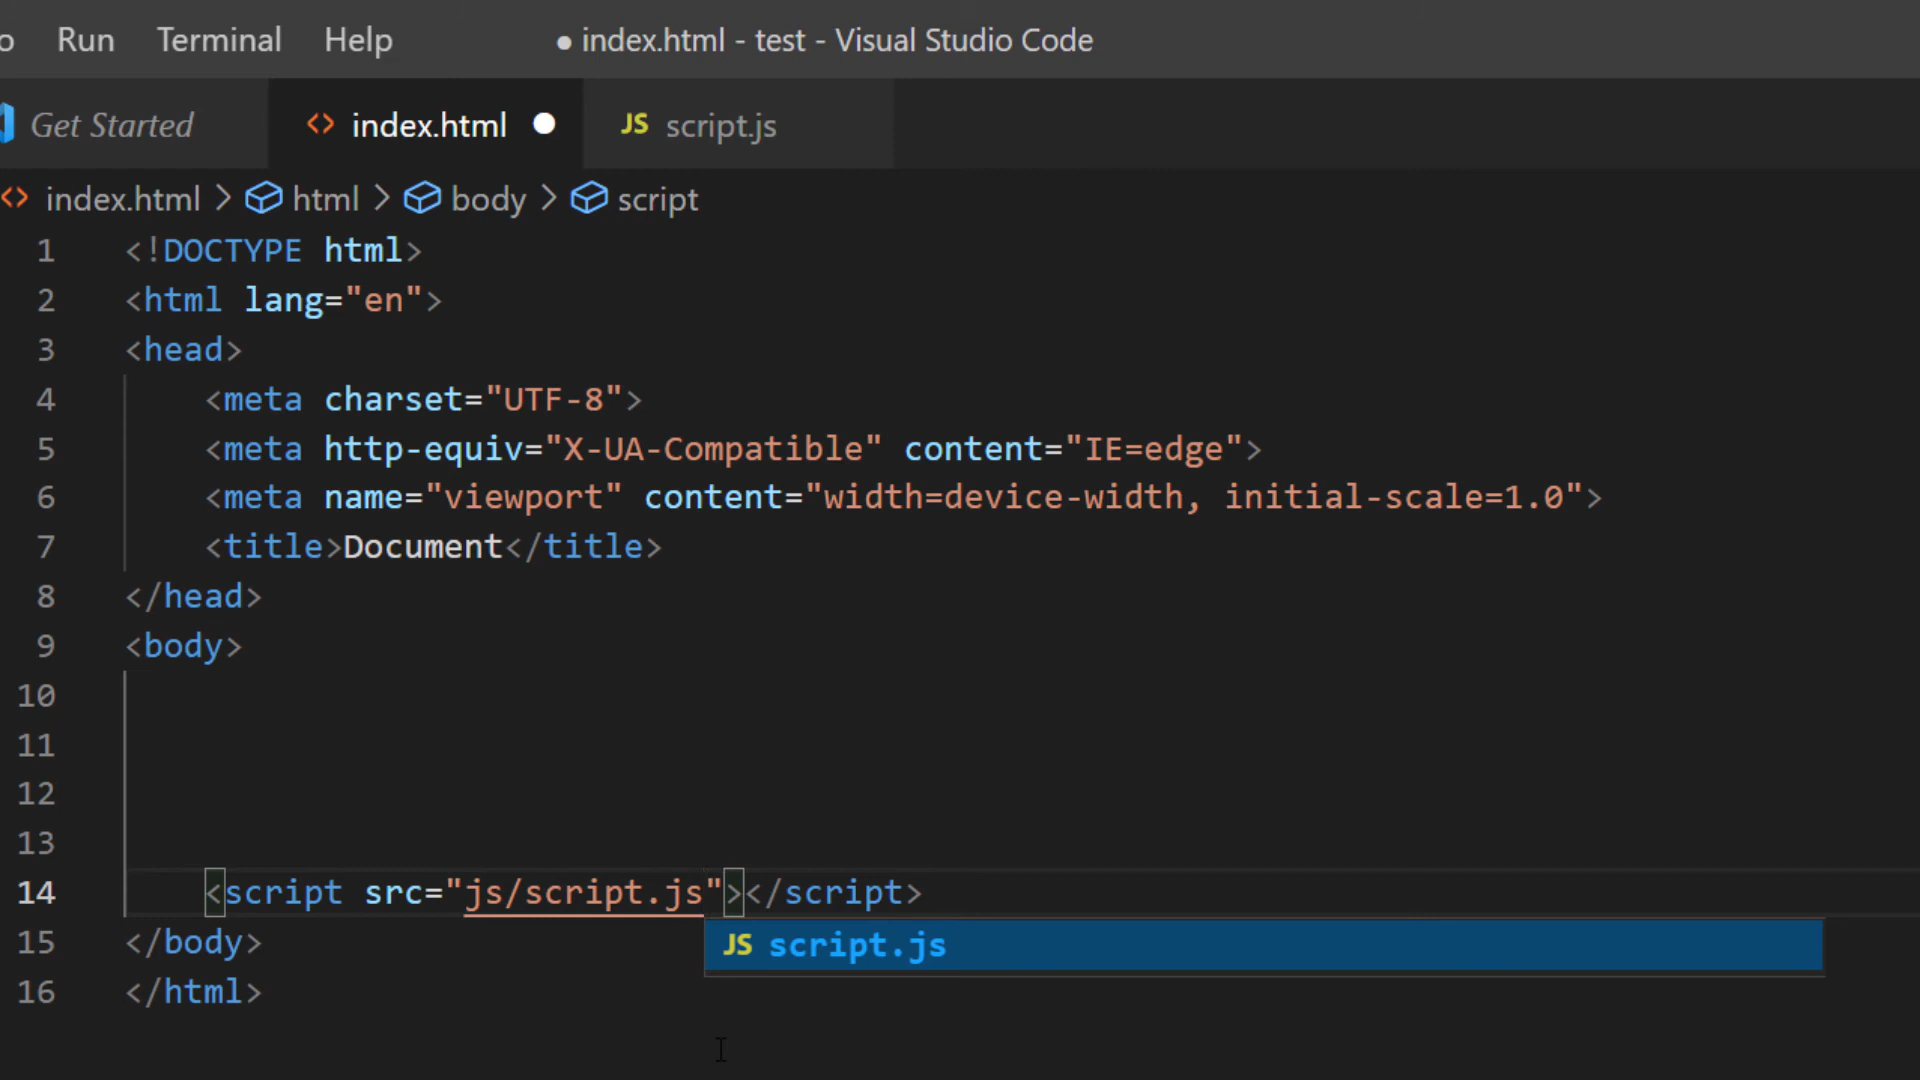 o Run Terminal Help ● index.html - test - Visual Studio Code
Get Started <> index.html ● JS script.js
<> index.html > html > body > script
1 <!DOCTYPE html>
2 <html lang="en">
3 <head>
4 <meta charset="UTF-8">
5 <meta http-equiv="X-UA-Compatible" content="IE=edge">
6 <meta name="viewport" content="width=device-width, initial-scale=1.0">
7 <title>Document</title>
8 </head>
9 <body>
10
11
12
13
14 <script src="js/script.js"></script>
JS script.js
15 </body>
16 </html>